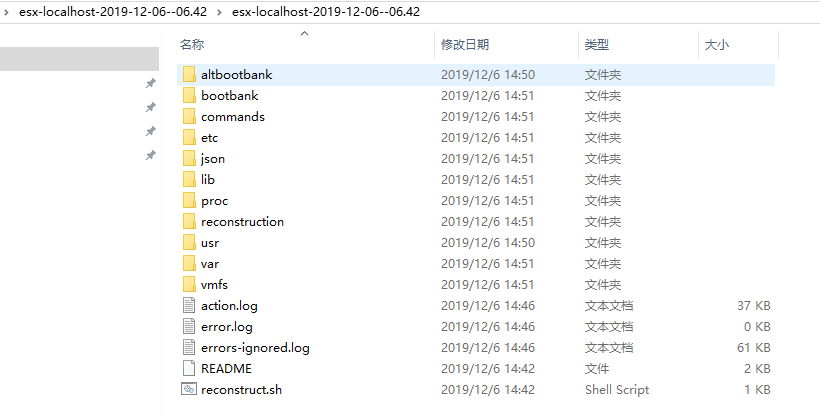 esx-localhost-2019-12-06--06.42 > esx-localhost-2019-12-06--06.42
名称 修改日期 类型 大小
altbootbank 2019/12/6 14:50 文件夹
bootbank 2019/12/6 14:51 文件夹
commands 2019/12/6 14:51 文件夹
etc 2019/12/6 14:51 文件夹
json 2019/12/6 14:51 文件夹
lib 2019/12/6 14:51 文件夹
proc 2019/12/6 14:51 文件夹
reconstruction 2019/12/6 14:51 文件夹
usr 2019/12/6 14:50 文件夹
var 2019/12/6 14:51 文件夹
vmfs 2019/12/6 14:51 文件夹
action.log 2019/12/6 14:46 文本文档 37 KB
error.log 2019/12/6 14:46 文本文档 0 KB
errors-ignored.log 2019/12/6 14:46 文本文档 61 KB
README 2019/12/6 14:42 文件 2 KB
reconstruct.sh 2019/12/6 14:42 Shell Script 1 KB